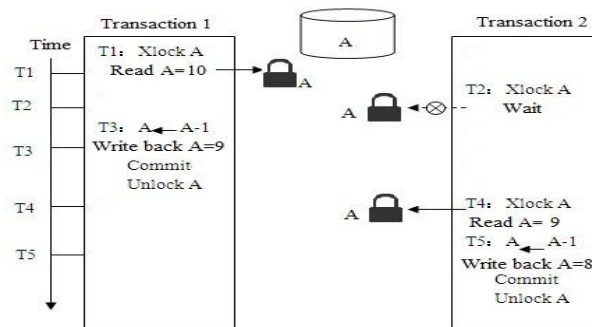 Transaction 1
Transaction 2
Time
A
T1: Xlock A
Read A=10
A
T1
T2: Xlock A
Wait
A
T2
T3: A A-1
Write back A=9
Commit
Unlock A
T3
T4
A
T4: Xlock A
Read A= 9
T5: A A-1
Write back A=8
Commit
Unlock A
T5